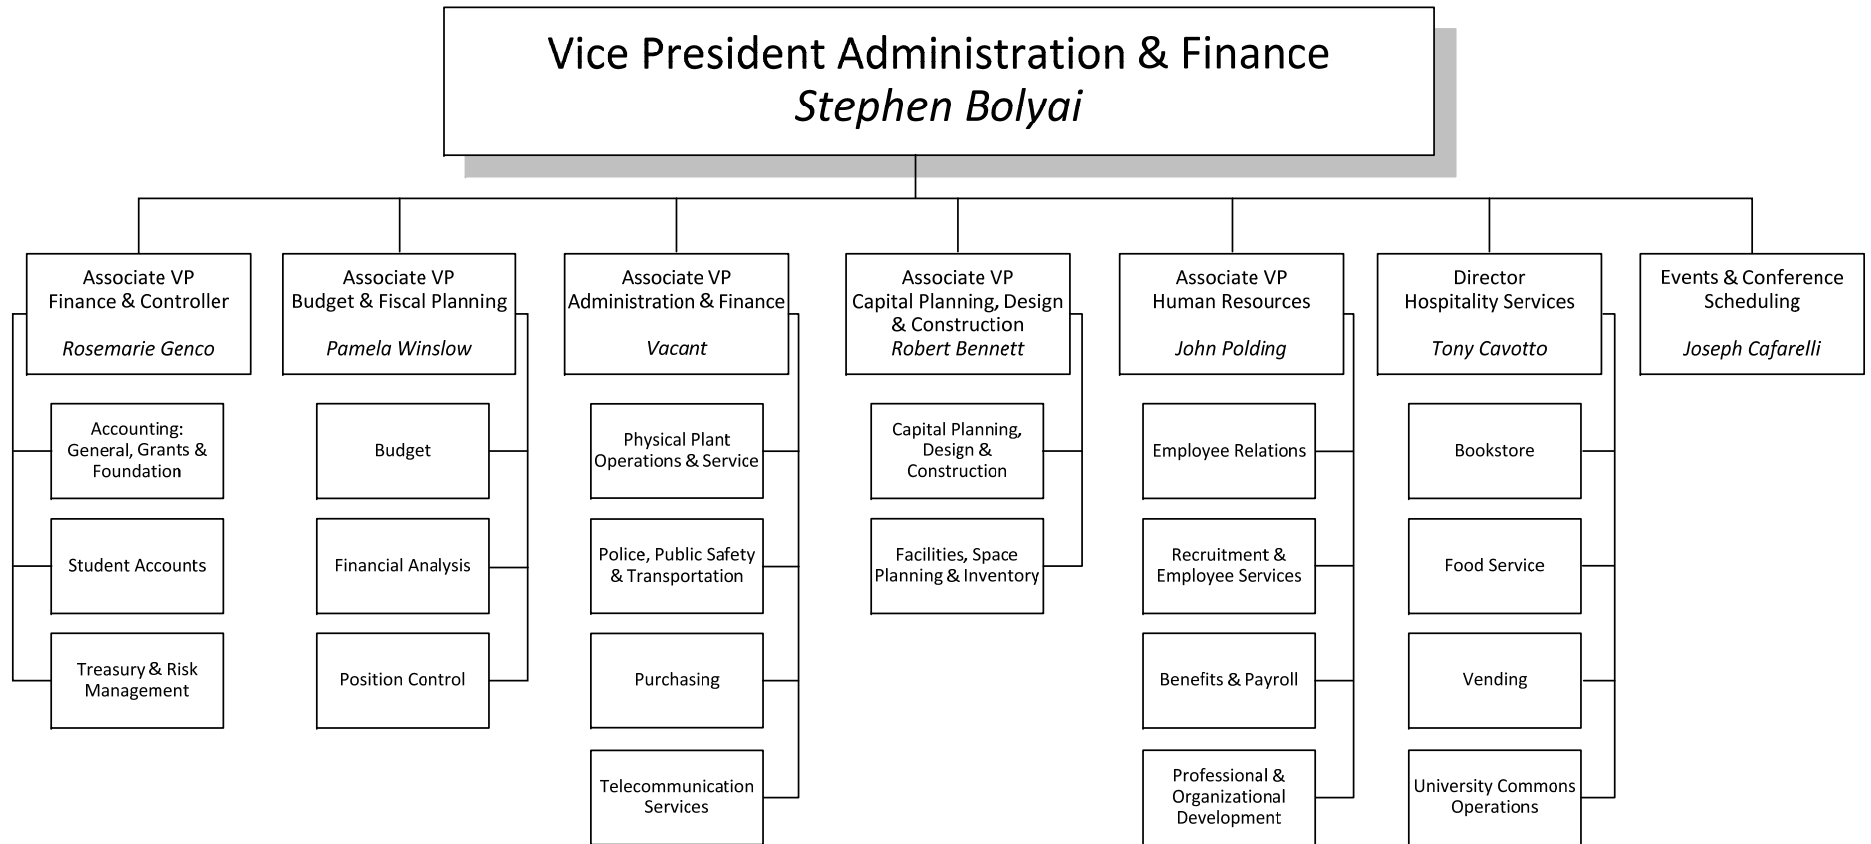 Vice President Administration & Finance
Stephen Bolyai
Associate VP
Finance & Controller
Rosemarie Genco
Associate VP
Budget & Fiscal Planning
Pamela Winslow
Associate VP
Administration & Finance
Vacant
Associate VP
Capital Planning, Design
& Construction
Robert Bennett
Associate VP
Human Resources
John Polding
Director
Hospitality Services
Tony Cavotto
Events & Conference
Scheduling
Joseph Cafarelli
Accounting:
General, Grants &
Foundation
Budget
Physical Plant
Operations & Service
Capital Planning,
Design &
Construction
Employee Relations
Bookstore
Student Accounts
Financial Analysis
Police, Public Safety
& Transportation
Facilities, Space
Planning & Inventory
Recruitment &
Employee Services
Food Service
Treasury & Risk
Management
Position Control
Purchasing
Benefits & Payroll
Vending
Telecommunication
Services
Professional &
Organizational
Development
University Commons
Operations